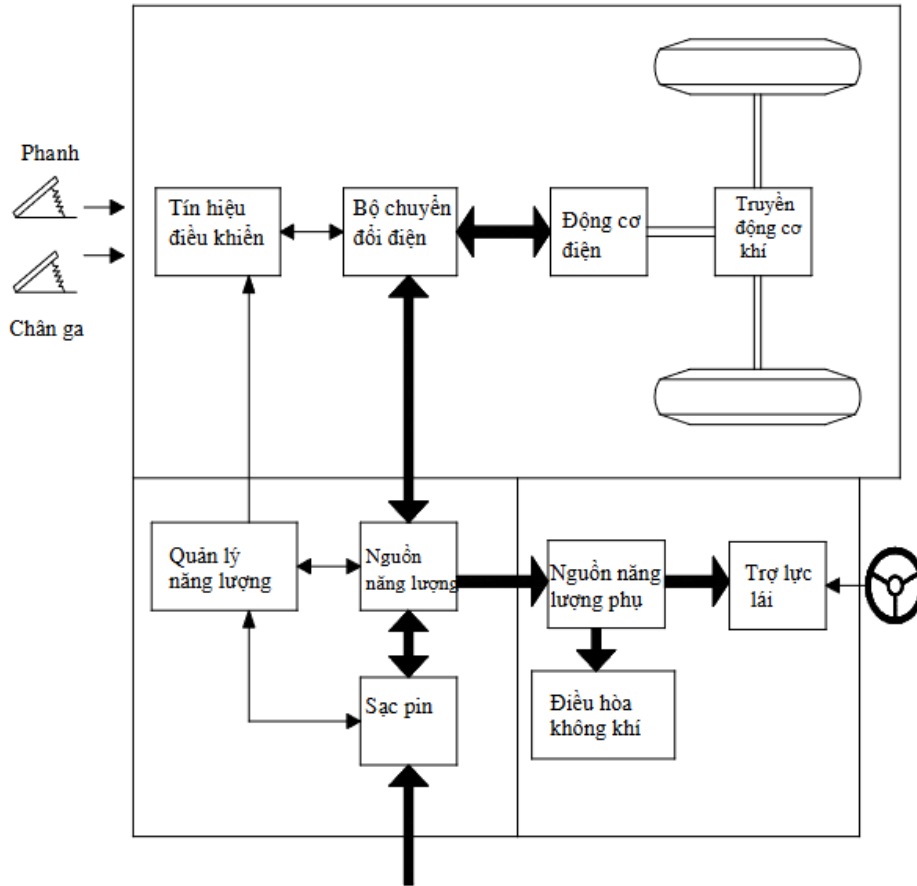 Phanh
Chân ga
Tín hiệu
điều khiển
Bộ chuyển
đổi điện
Động cơ
điện
Truyền
động cơ
khí
Quản lý
năng lượng
Nguồn
năng lượng
Nguồn năng
lượng phụ
Trợ lực
lái
Sạc pin
Điều hòa
không khí